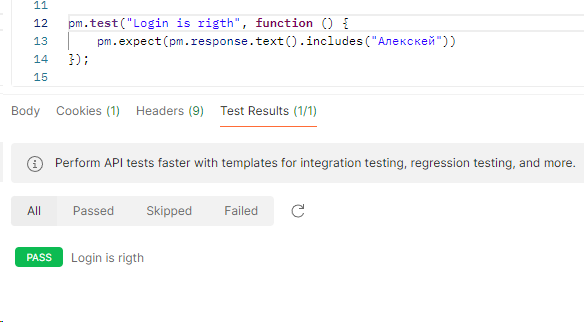 11
12 pm.test("Login is rigth", function () {
13 pm.expect(pm.response.text().includes("Алекскей"))
14 });
15
Body Cookies (1) Headers (9) Test Results (1/1)
Perform API tests faster with templates for integration testing, regression testing, and more.
All Passed Skipped Failed
PASS Login is rigth